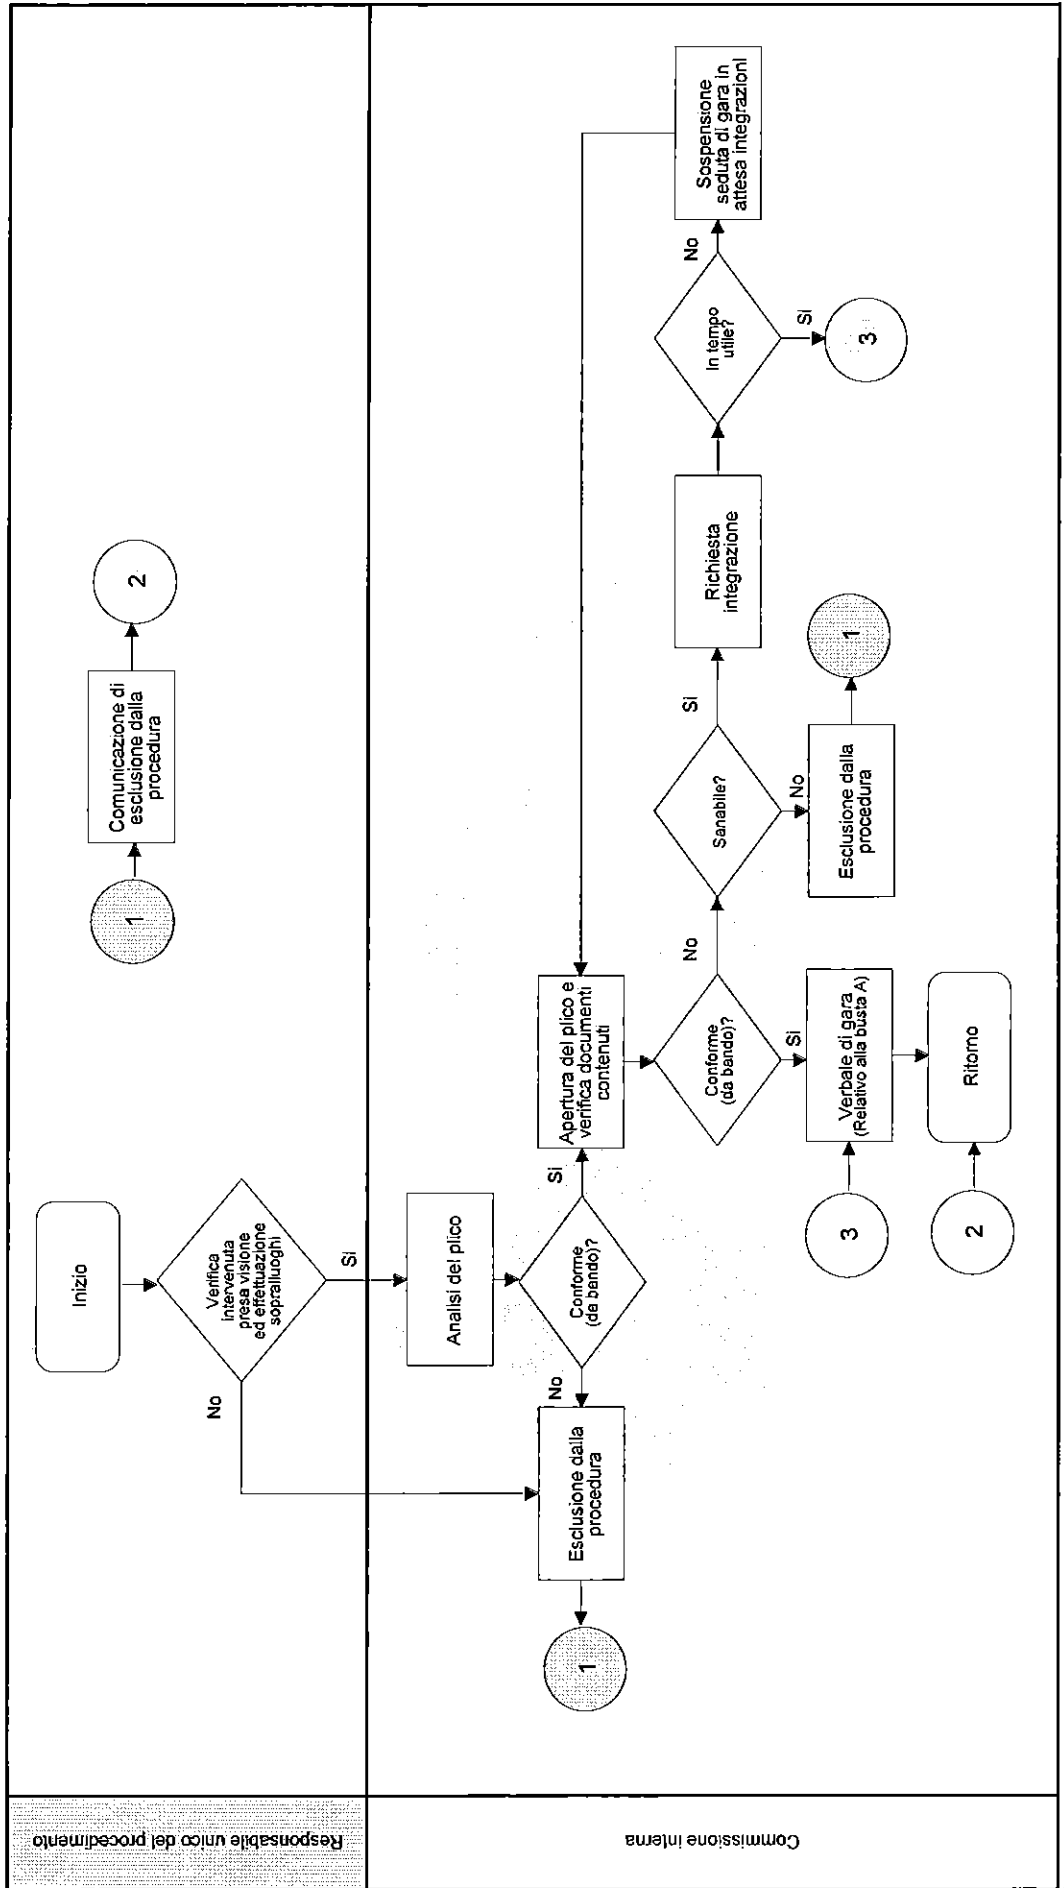 Responsabile unico del procedimento
Commissione interna
Inizio
Verifica
intervenuta
presa visione
ed effettuazione
sopralluoghi
No
Si
1
Comunicazione di
esclusione dalla
procedura
2
Analisi del plico
Conforme
(da bando)?
No
Si
Esclusione dalla
procedura
1
Apertura del plico e
verifica documenti
contenuti
Conforme
(da bando)?
No
Si
Sanabile?
Si
No
Richiesta
integrazione
In tempo
utile?
No
Si
Sospensione
seduta di gara in
attesa integrazioni
3
Esclusione dalla
procedura
1
3
Verbale di gara
(Relativo alla busta A)
2
Ritorno